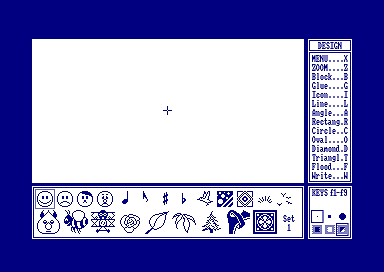 DESIGN
MENU....X
ZOOM....Z
Block...B
Glue....G
Icon....I
Line....L
Angle...A
Rectang.R
Circle..C
Oval....O
Diamond.D
Triangl.T
Flood...F
Write...W
KEYS f1-f9
Set
1